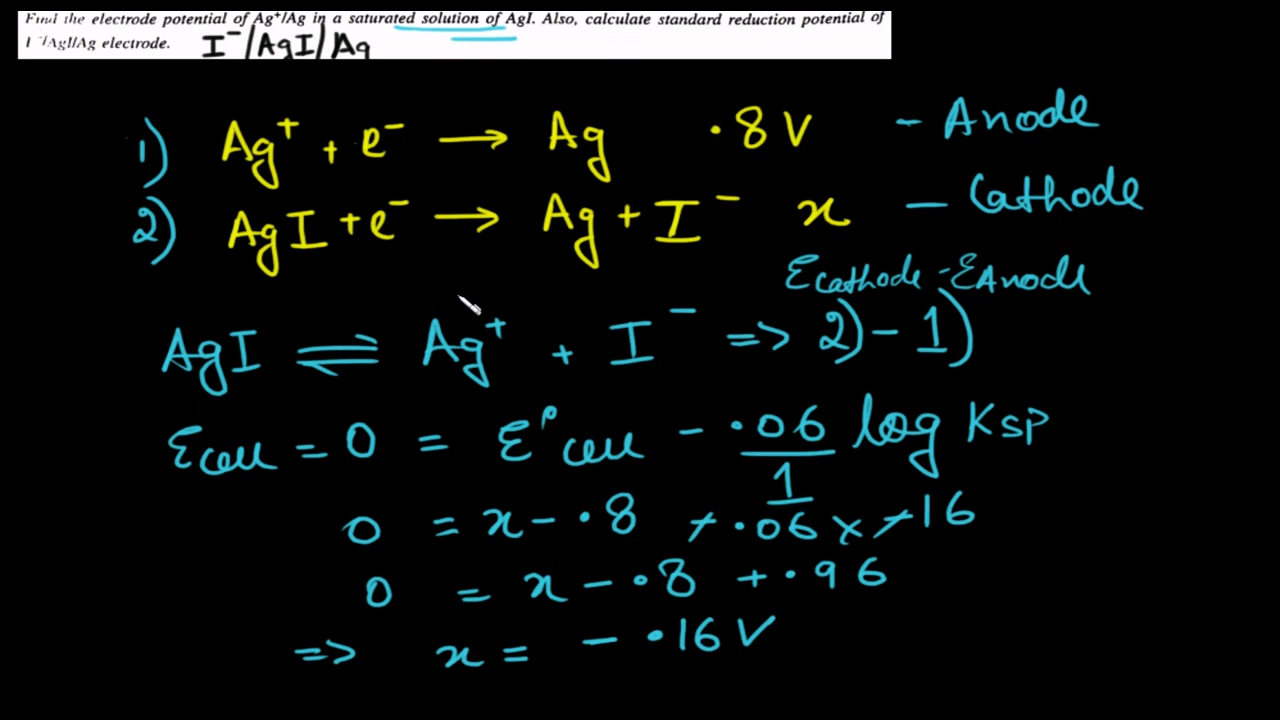 Find the electrode potential of Ag⁺/Ag in a saturated solution of AgI. Also, calculate standard reduction potential of
I⁻/AgI/Ag electrode. I⁻/AgI/Ag
1) Ag⁺ + e⁻ → Ag .8 V - Anode
2) AgI + e⁻ → Ag + I⁻ x - Cathode
Ecathode - EAnode
AgI ⇌ Ag⁺ + I⁻ => 2) - 1)
Ecell = 0 = E°cell - .06/1 log Ksp
0 = x - .8 + .06 x 16
0 = x - .8 + .96
=> x = - .16 V